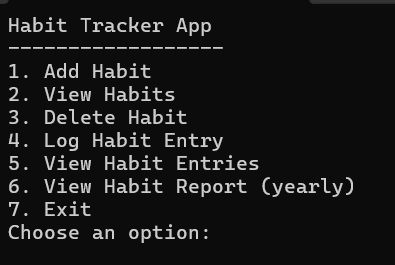 Habit Tracker App
------------------
1. Add Habit
2. View Habits
3. Delete Habit
4. Log Habit Entry
5. View Habit Entries
6. View Habit Report (yearly)
7. Exit
Choose an option: